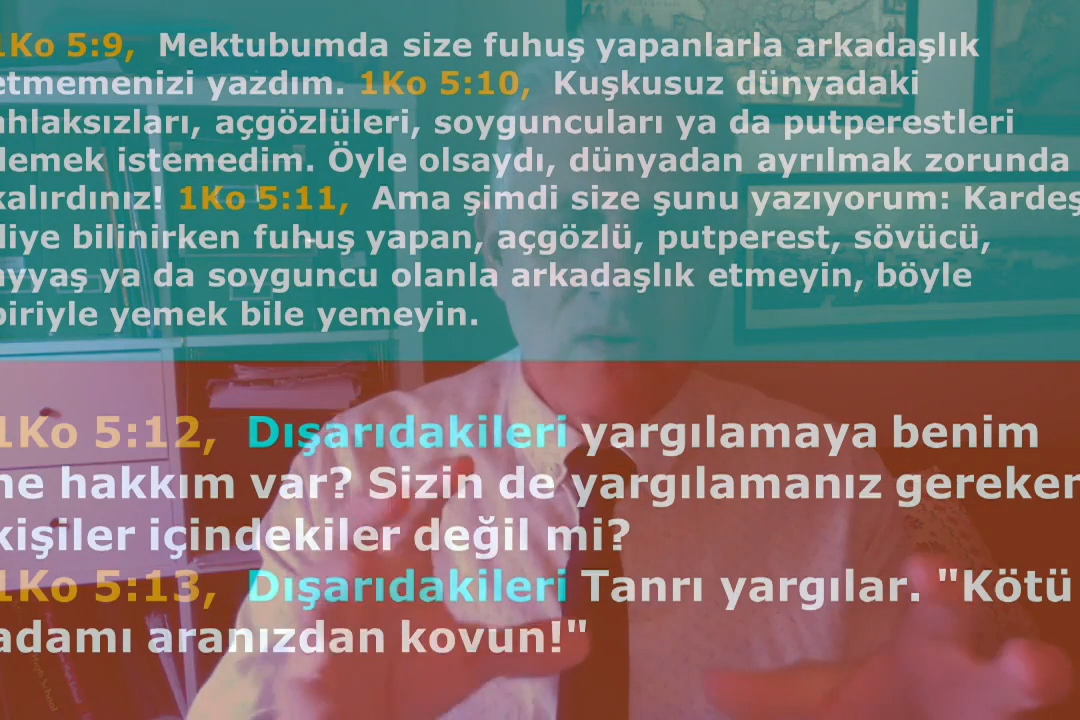 1Ko 5:9, Mektubumda size fuhuş yapanlarla arkadaşlık
etmemenizi yazdım. 1Ko 5:10, Kuşkusuz dünyadaki
ahlaksızları, açgözlüleri, soyguncuları ya da putperestleri
demek istemedim. Öyle olsaydı, dünyadan ayrılmak zorunda
kalırdınız! 1Ko 5:11, Ama şimdi size şunu yazıyorum: Kardeş
diye bilinirken fuhuş yapan, açgözlü, putperest, sövücü,
ayyaş ya da soyguncu olanla arkadaşlık etmeyin, böyle
biriyle yemek bile yemeyin.
1Ko 5:12, Dışarıdakileri yargılamaya benim
ne hakkım var? Sizin de yargılamanız gereken
kişiler içindekiler değil mi?
1Ko 5:13, Dışarıdakileri Tanrı yargılar. "Kötü
adamı aranızdan kovun!"